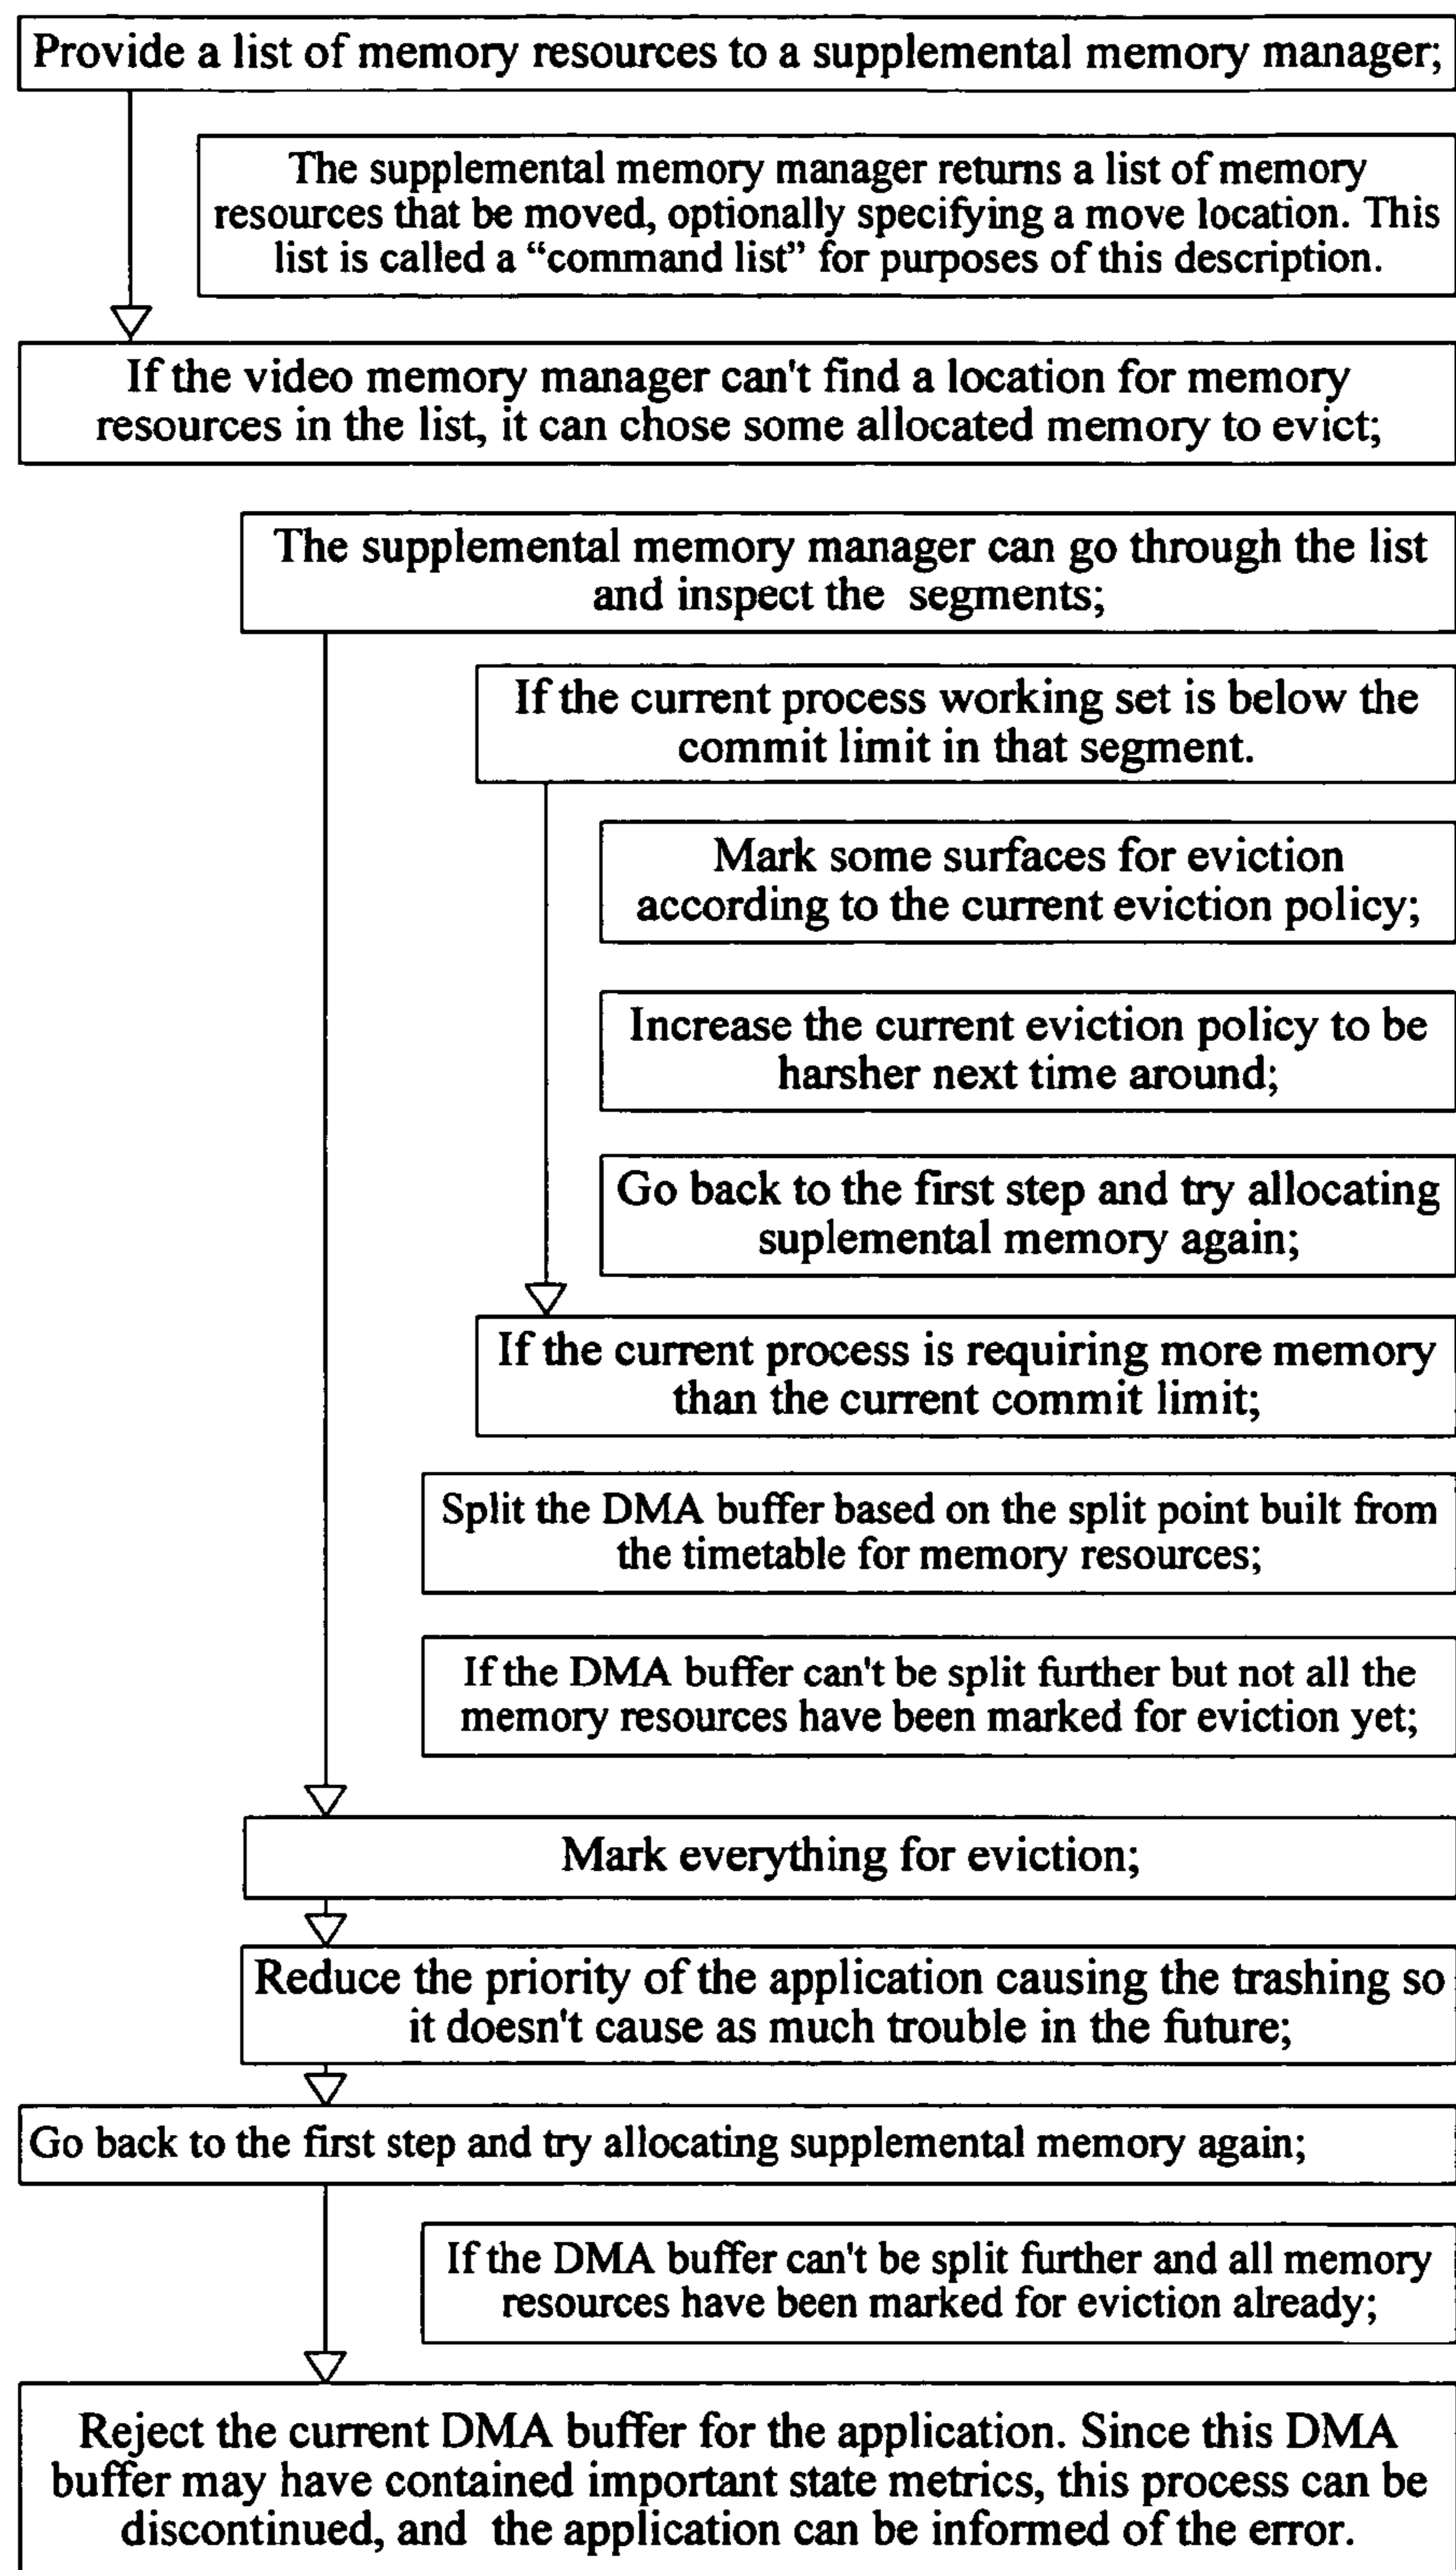 Provide a list of memory resources to a supplemental memory manager;
The supplemental memory manager returns a list of memory
resources that be moved, optionally specifying a move location. This
list is called a “command list” for purposes of this description.
If the video memory manager can't find a location for memory
resources in the list, it can chose some allocated memory to evict;
The supplemental memory manager can go through the list
and inspect the segments;
If the current process working set is below the
commit limit in that segment.
Mark some surfaces for eviction
according to the current eviction policy;
Increase the current eviction policy to be
harsher next time around;
Go back to the first step and try allocating
suplemental memory again;
If the current process is requiring more memory
than the current commit limit;
Split the DMA buffer based on the split point built from
the timetable for memory resources;
If the DMA buffer can't be split further but not all the
memory resources have been marked for eviction yet;
Mark everything for eviction;
Reduce the priority of the application causing the trashing so
it doesn't cause as much trouble in the future;
Go back to the first step and try allocating supplemental memory again;
If the DMA buffer can't be split further and all memory
resources have been marked for eviction already;
Reject the current DMA buffer for the application. Since this DMA
buffer may have contained important state metrics, this process can be
discontinued, and the application can be informed of the error.